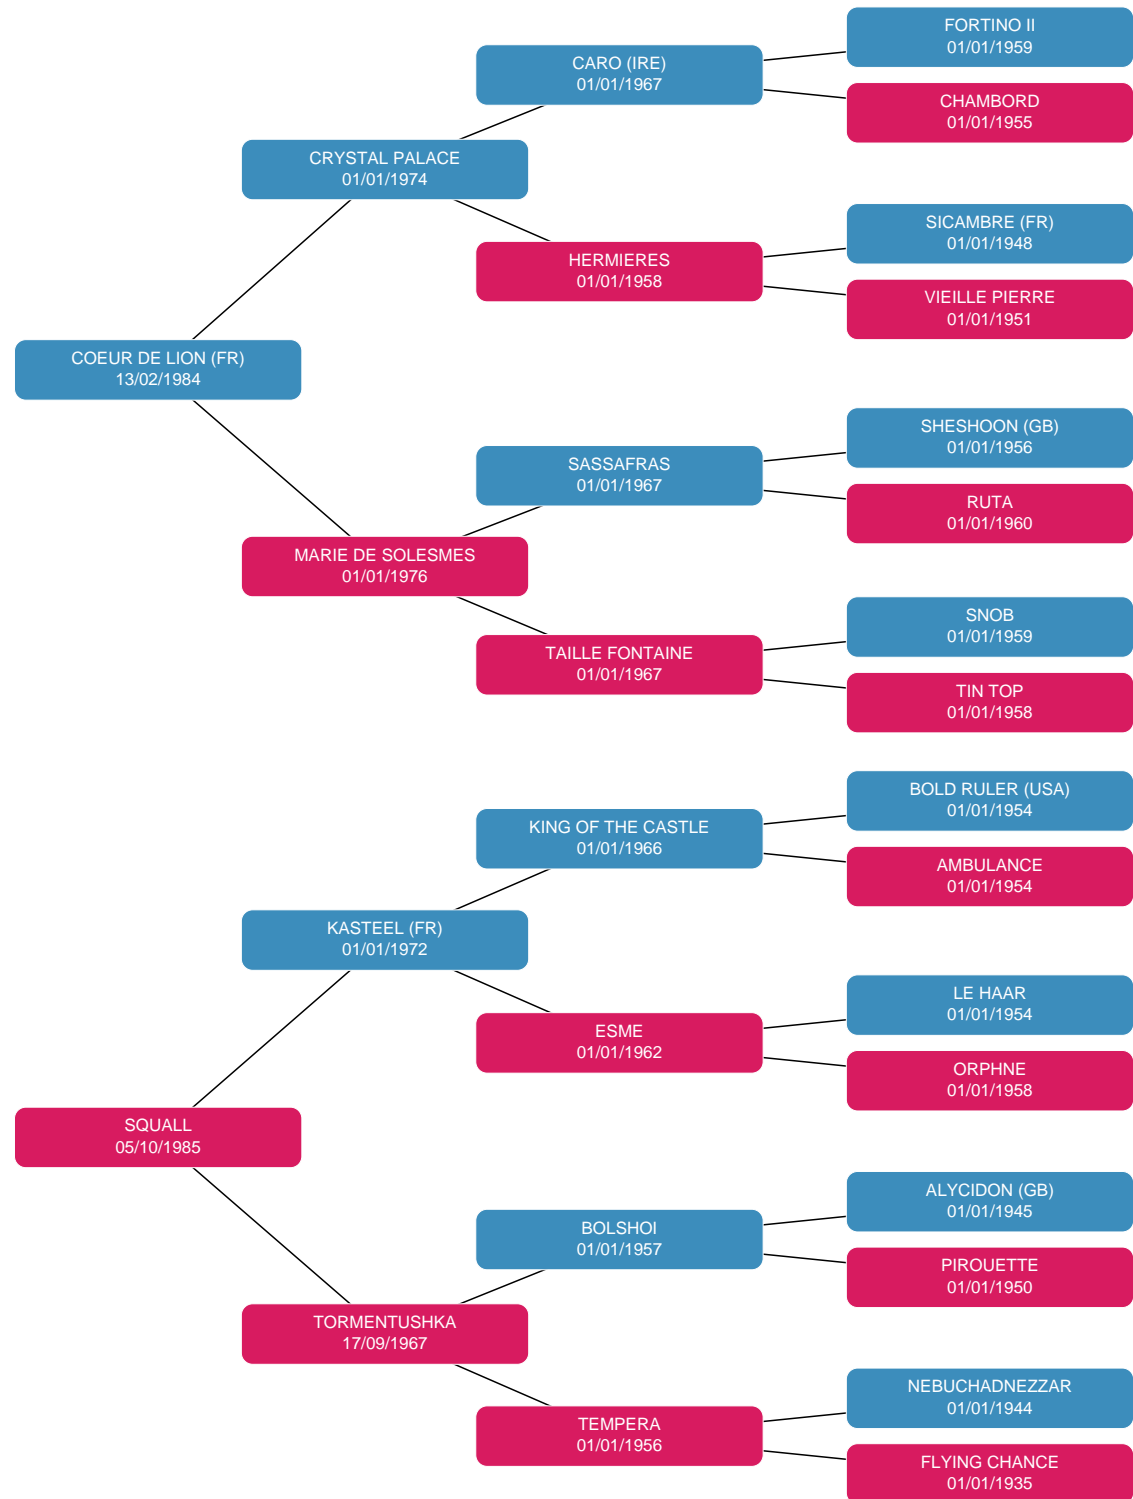 FORTINO II
01/01/1959
CARO (IRE)
01/01/1967
CHAMBORD
01/01/1955
CRYSTAL PALACE
01/01/1974
SICAMBRE (FR)
01/01/1948
HERMIERES
01/01/1958
VIEILLE PIERRE
01/01/1951
COEUR DE LION (FR)
13/02/1984
SHESHOON (GB)
01/01/1956
SASSAFRAS
01/01/1967
RUTA
01/01/1960
MARIE DE SOLESMES
01/01/1976
SNOB
01/01/1959
TAILLE FONTAINE
01/01/1967
TIN TOP
01/01/1958
BOLD RULER (USA)
01/01/1954
KING OF THE CASTLE
01/01/1966
AMBULANCE
01/01/1954
KASTEEL (FR)
01/01/1972
LE HAAR
01/01/1954
ESME
01/01/1962
ORPHNE
01/01/1958
SQUALL
05/10/1985
ALYCIDON (GB)
01/01/1945
BOLSHOI
01/01/1957
PIROUETTE
01/01/1950
TORMENTUSHKA
17/09/1967
NEBUCHADNEZZAR
01/01/1944
TEMPERA
01/01/1956
FLYING CHANCE
01/01/1935